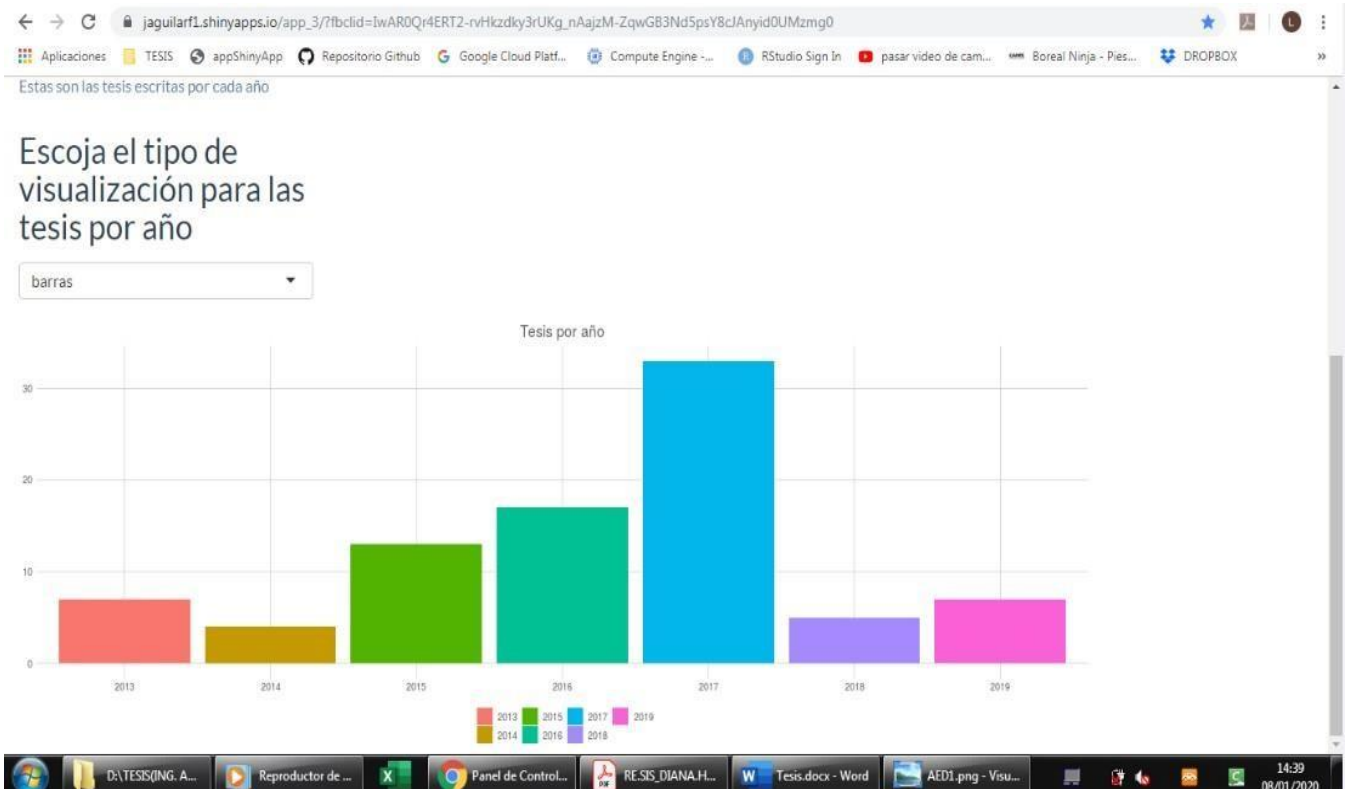 jaguilarf1.shinyapps.io/app_3/?fbclid=IwAR0Qr4ERT2-rvHkzdky3rUKg_nAajzM-ZqwGB3Nd5psY8cJAnyid0UMzmg0
L
Aplicaciones TESIS appShinyApp Repositorio Github Google Cloud Platf... Compute Engine -... RStudio Sign In pasar video de cam... Boreal Ninja - Pies... DROPBOX »
Estas son las tesis escritas por cada año
Escoja el tipo de
visualización para las
tesis por año
barras
Tesis por año
30
20
10
0
2013 2014 2015 2016 2017 2018 2019
2013 2015 2017 2019
2014 2016 2018
D:\TESIS(ING. A... Reproductor de ... Panel de Control... RE.SIS_DIANA.H... Tesis.docx - Word AED1.png - Visu... 14:39
08/01/2020